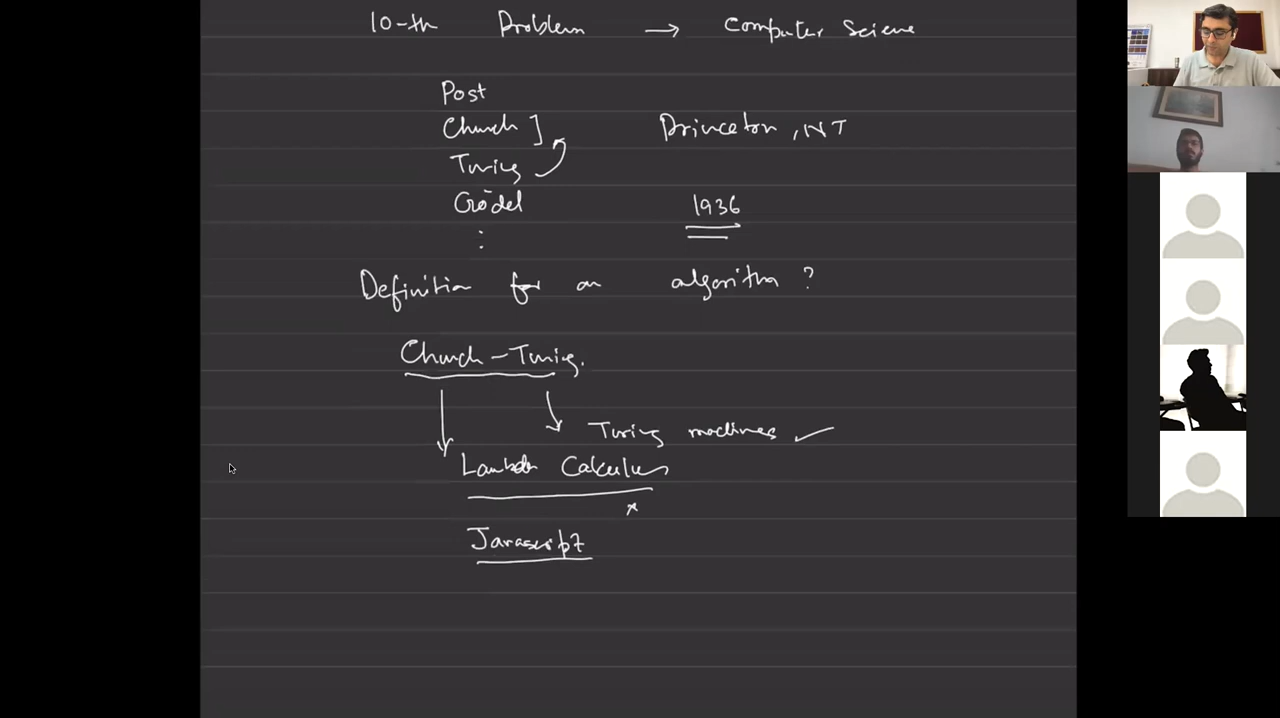 10-th Problem → Computer Science
Post
Church ]
Turing
Princeton, NJ
Gödel
1936
:
Definition for an algorithm ?
Church-Turing.
Turing machines ✓
Lambda Calculus
x
Javascript